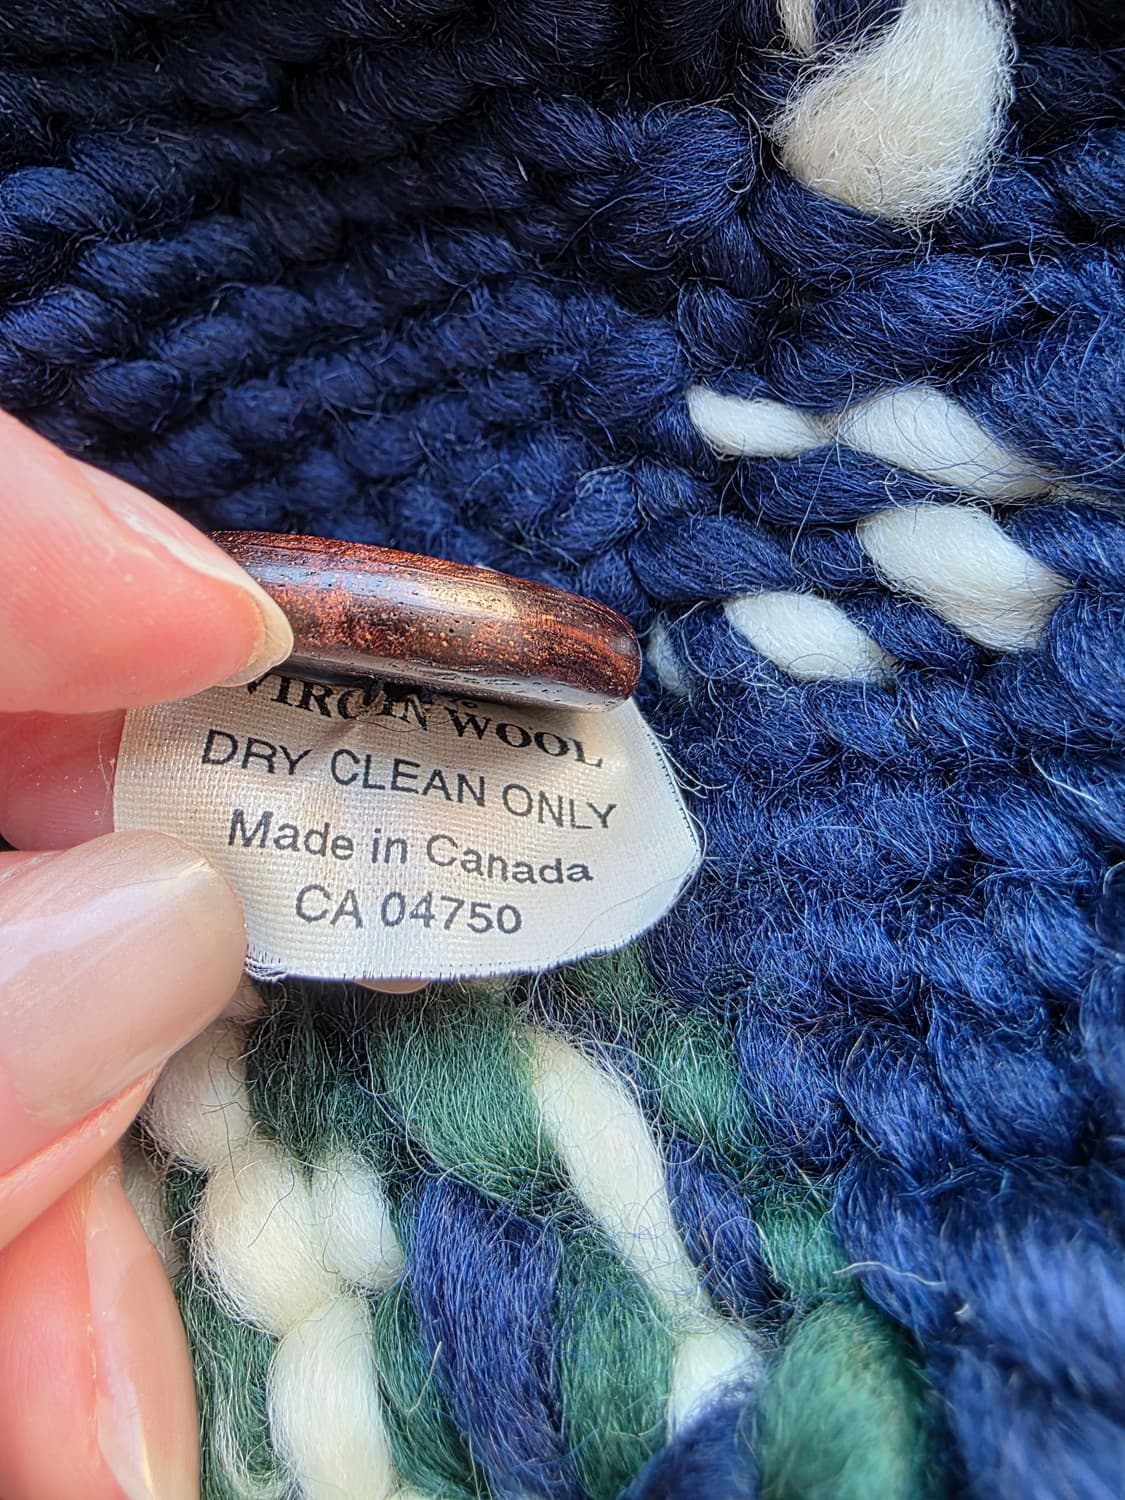 VIRGIN WOOL
DRY CLEAN ONLY
Made in Canada
CA 04750